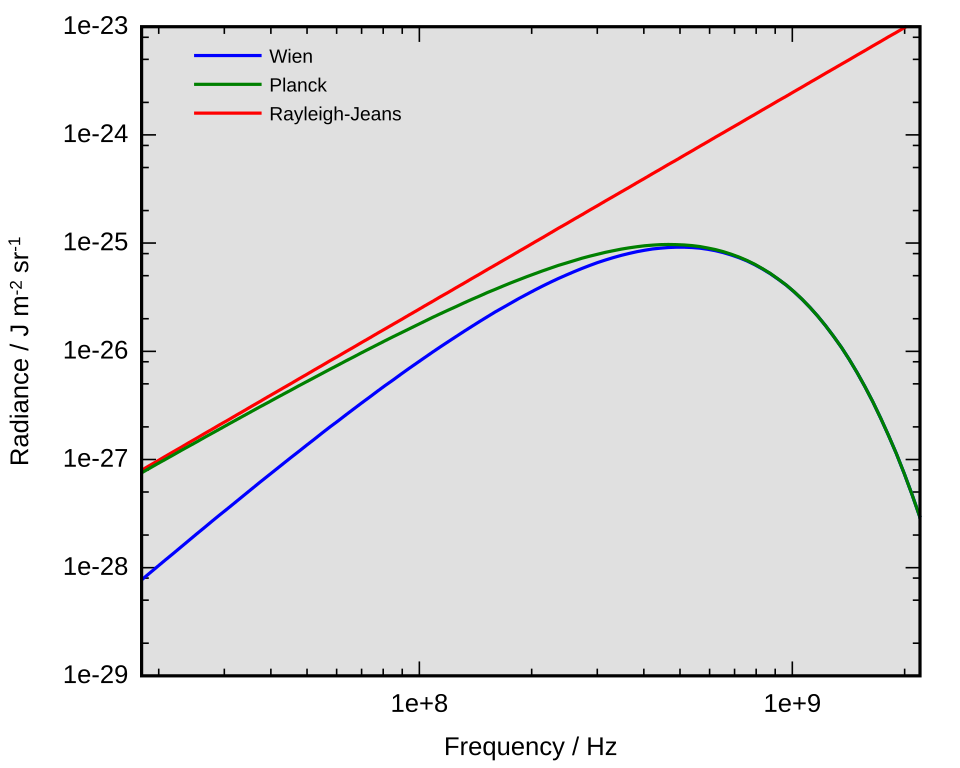 1e-23
1e-24
1e-25
1e-26
1e-27
1e-28
1e-29
Radiance / J m-2 sr-1
Wien
Planck
Rayleigh-Jeans
1e+8
1e+9
Frequency / Hz